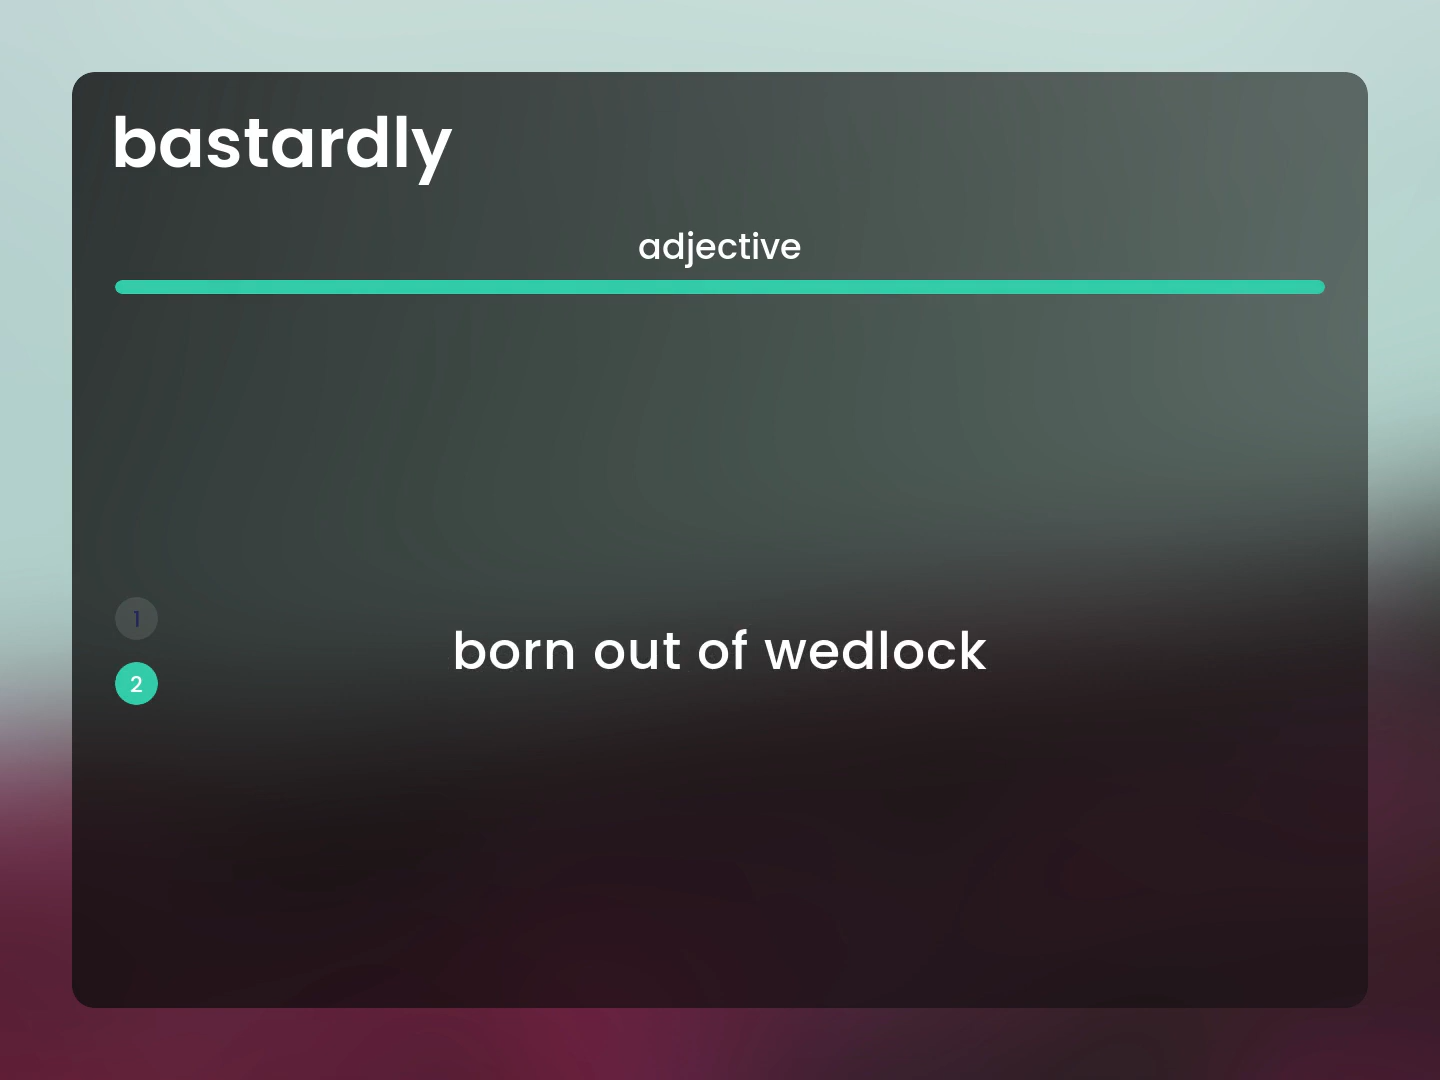 bastardly
adjective
1
born out of wedlock
2